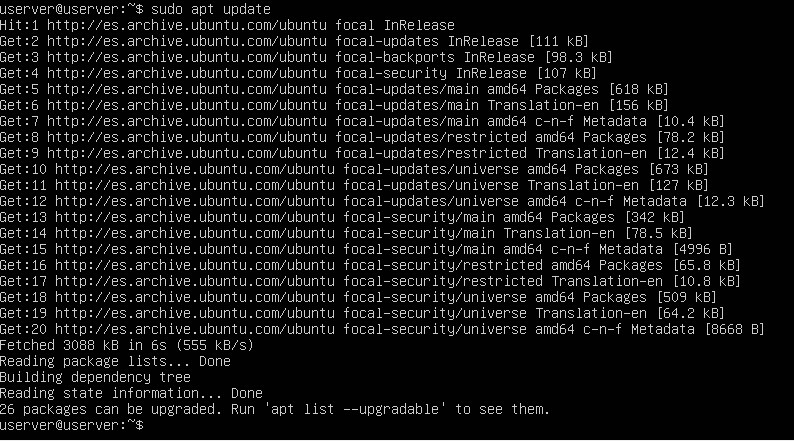 userver@userver:~$ sudo apt update
Hit:1 http://es.archive.ubuntu.com/ubuntu focal InRelease
Get:2 http://es.archive.ubuntu.com/ubuntu focal-updates InRelease [111 kB]
Get:3 http://es.archive.ubuntu.com/ubuntu focal-backports InRelease [98.3 kB]
Get:4 http://es.archive.ubuntu.com/ubuntu focal-security InRelease [107 kB]
Get:5 http://es.archive.ubuntu.com/ubuntu focal-updates/main amd64 Packages [618 kB]
Get:6 http://es.archive.ubuntu.com/ubuntu focal-updates/main Translation-en [156 kB]
Get:7 http://es.archive.ubuntu.com/ubuntu focal-updates/main amd64 c-n-f Metadata [10.4 kB]
Get:8 http://es.archive.ubuntu.com/ubuntu focal-updates/restricted amd64 Packages [78.2 kB]
Get:9 http://es.archive.ubuntu.com/ubuntu focal-updates/restricted Translation-en [12.4 kB]
Get:10 http://es.archive.ubuntu.com/ubuntu focal-updates/universe amd64 Packages [673 kB]
Get:11 http://es.archive.ubuntu.com/ubuntu focal-updates/universe Translation-en [127 kB]
Get:12 http://es.archive.ubuntu.com/ubuntu focal-updates/universe amd64 c-n-f Metadata [12.3 kB]
Get:13 http://es.archive.ubuntu.com/ubuntu focal-security/main amd64 Packages [342 kB]
Get:14 http://es.archive.ubuntu.com/ubuntu focal-security/main Translation-en [78.5 kB]
Get:15 http://es.archive.ubuntu.com/ubuntu focal-security/main amd64 c-n-f Metadata [4996 B]
Get:16 http://es.archive.ubuntu.com/ubuntu focal-security/restricted amd64 Packages [65.8 kB]
Get:17 http://es.archive.ubuntu.com/ubuntu focal-security/restricted Translation-en [10.8 kB]
Get:18 http://es.archive.ubuntu.com/ubuntu focal-security/universe amd64 Packages [509 kB]
Get:19 http://es.archive.ubuntu.com/ubuntu focal-security/universe Translation-en [64.2 kB]
Get:20 http://es.archive.ubuntu.com/ubuntu focal-security/universe amd64 c-n-f Metadata [8668 B]
Fetched 3088 kB in 6s (555 kB/s)
Reading package lists... Done
Building dependency tree
Reading state information... Done
26 packages can be upgraded. Run 'apt list --upgradable' to see them.
userver@userver:~$